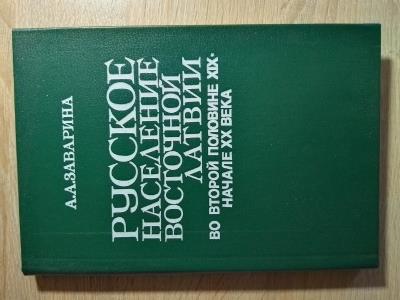 А.А.ЗАВАРИНА
РУССКОЕ
НАСЕЛЕНИЕ
ВОСТОЧНОЙ
ЛАТВИИ
ВО ВТОРОЙ ПОЛОВИНЕ XIX-
НАЧАЛЕ XX ВЕКА